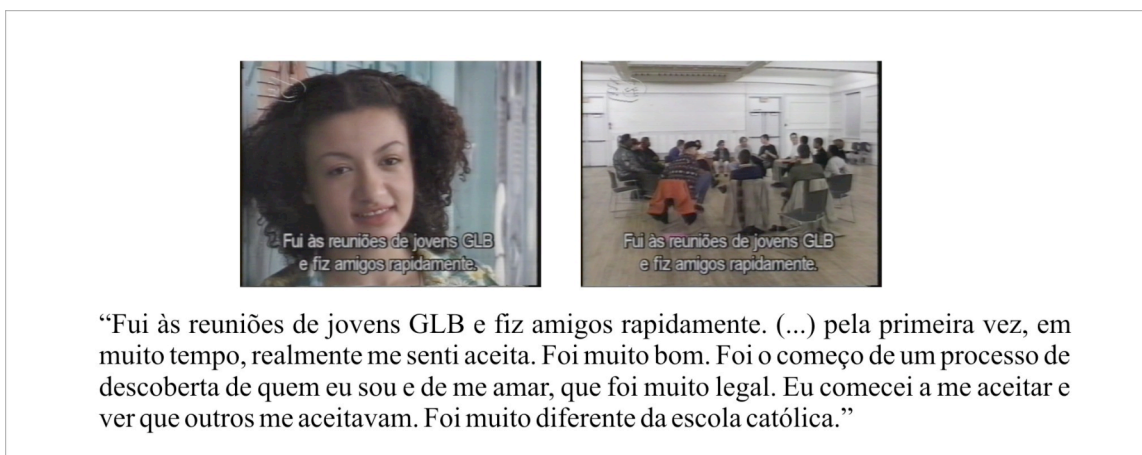 Fui às reuniões de jovens GLB
e fiz amigos rapidamente.
Fui às reuniões de jovens GLB
e fiz amigos rapidamente.
“Fui às reuniões de jovens GLB e fiz amigos rapidamente. (...) pela primeira vez, em
muito tempo, realmente me senti aceita. Foi muito bom. Foi o começo de um processo de
descoberta de quem eu sou e de me amar, que foi muito legal. Eu comecei a me aceitar e
ver que outros me aceitavam. Foi muito diferente da escola católica.”